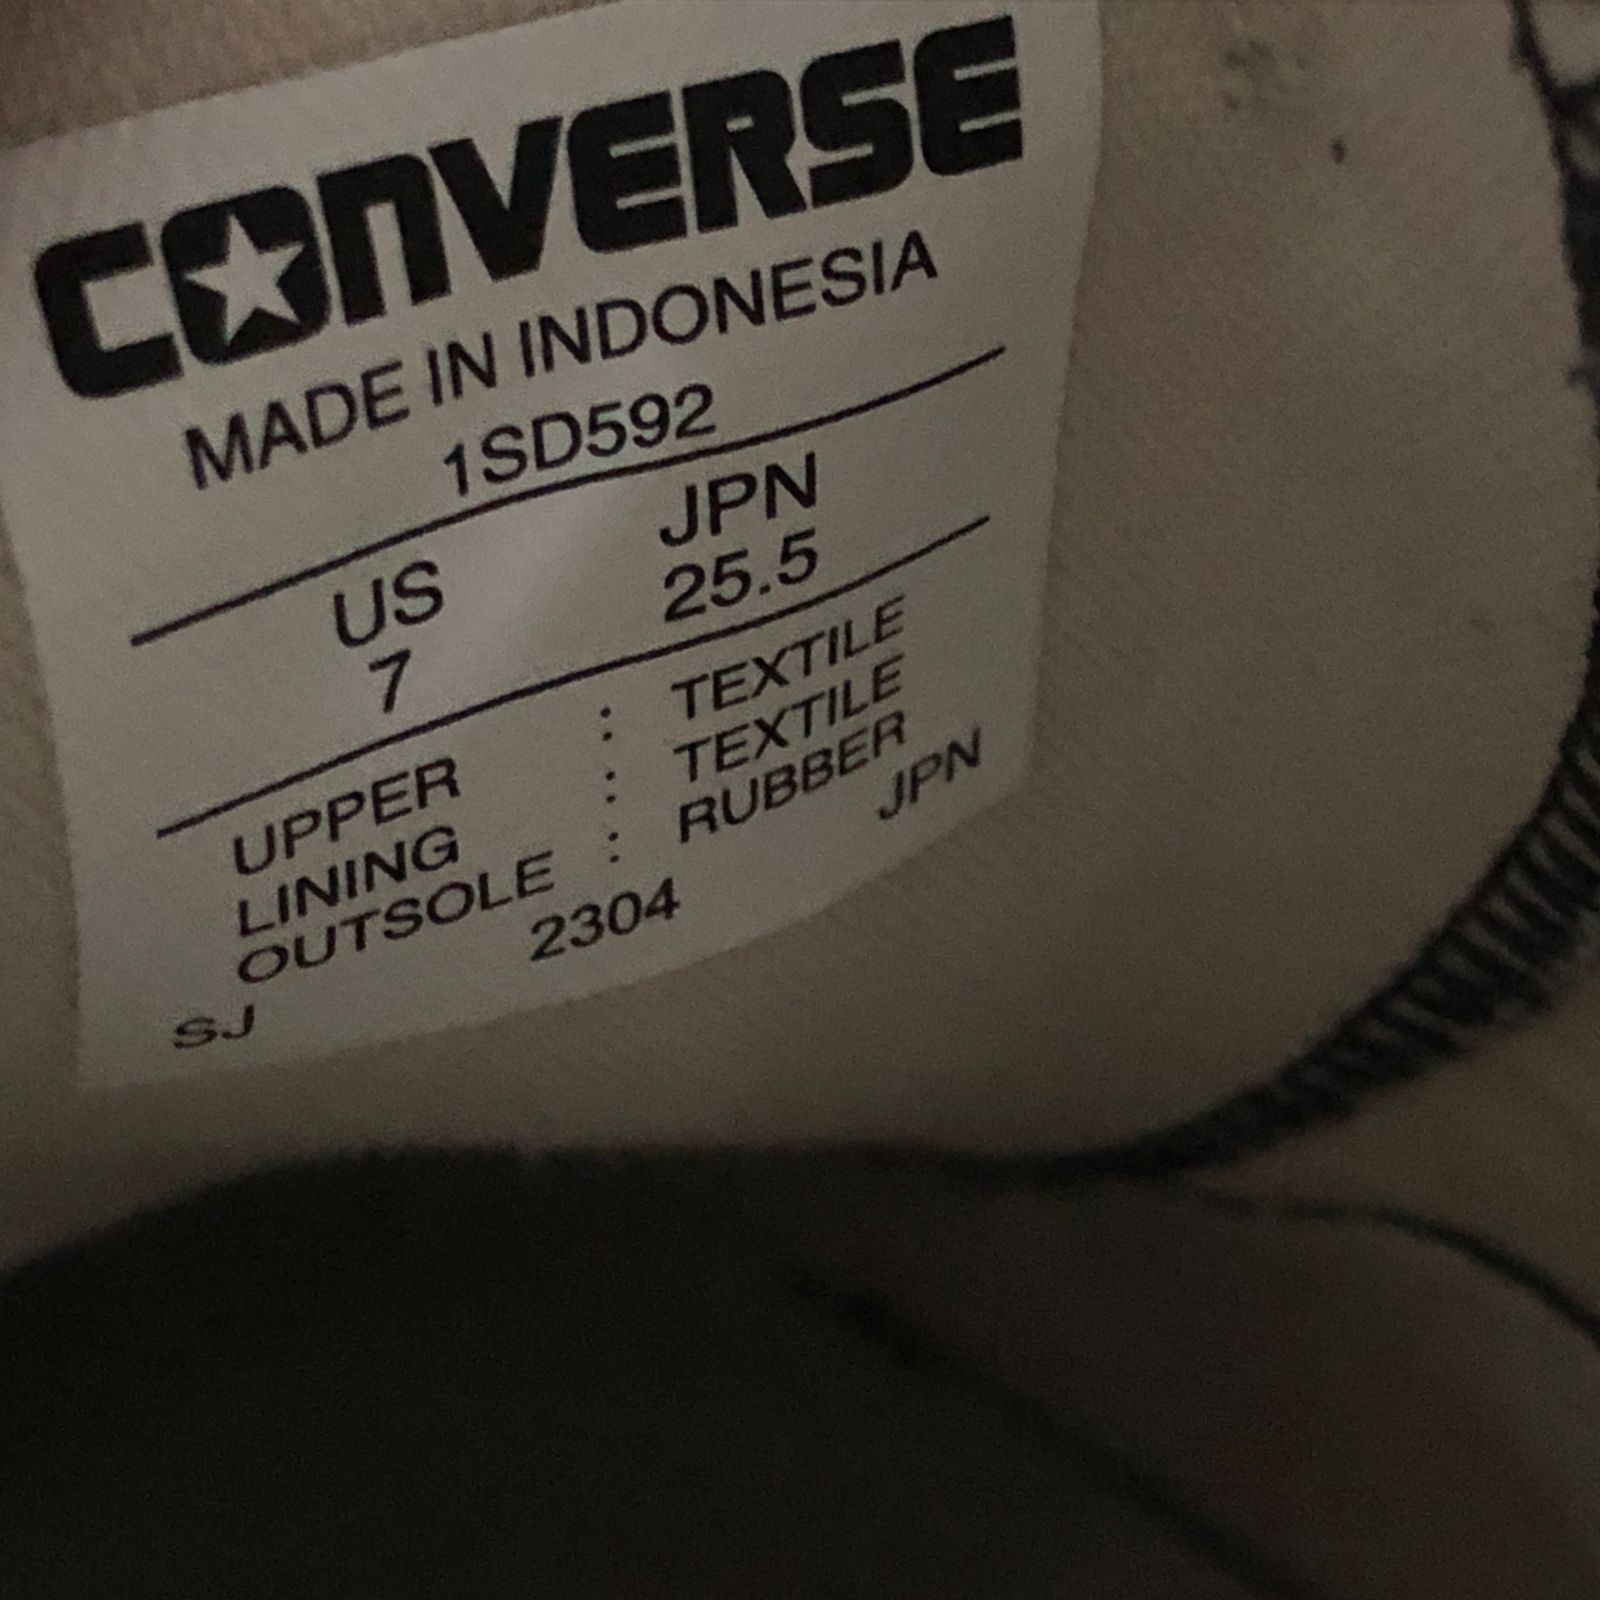 CONVERSE
MADE IN INDONESIA
1SD592
US JPN
7 25.5
UPPER : TEXTILE
LINING : TEXTILE
OUTSOLE : RUBBER
SJ 2304 JPN